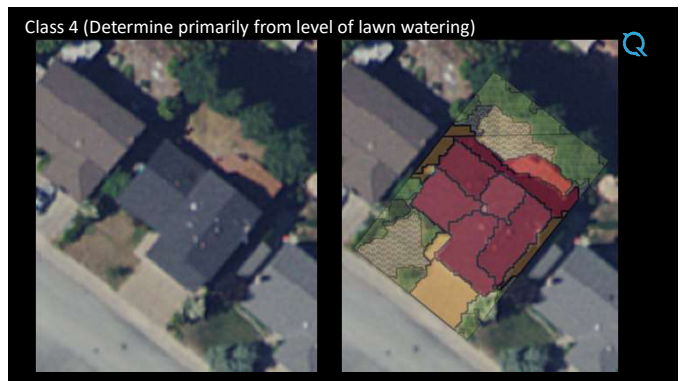 Class 4 (Determine primarily from level of lawn watering)